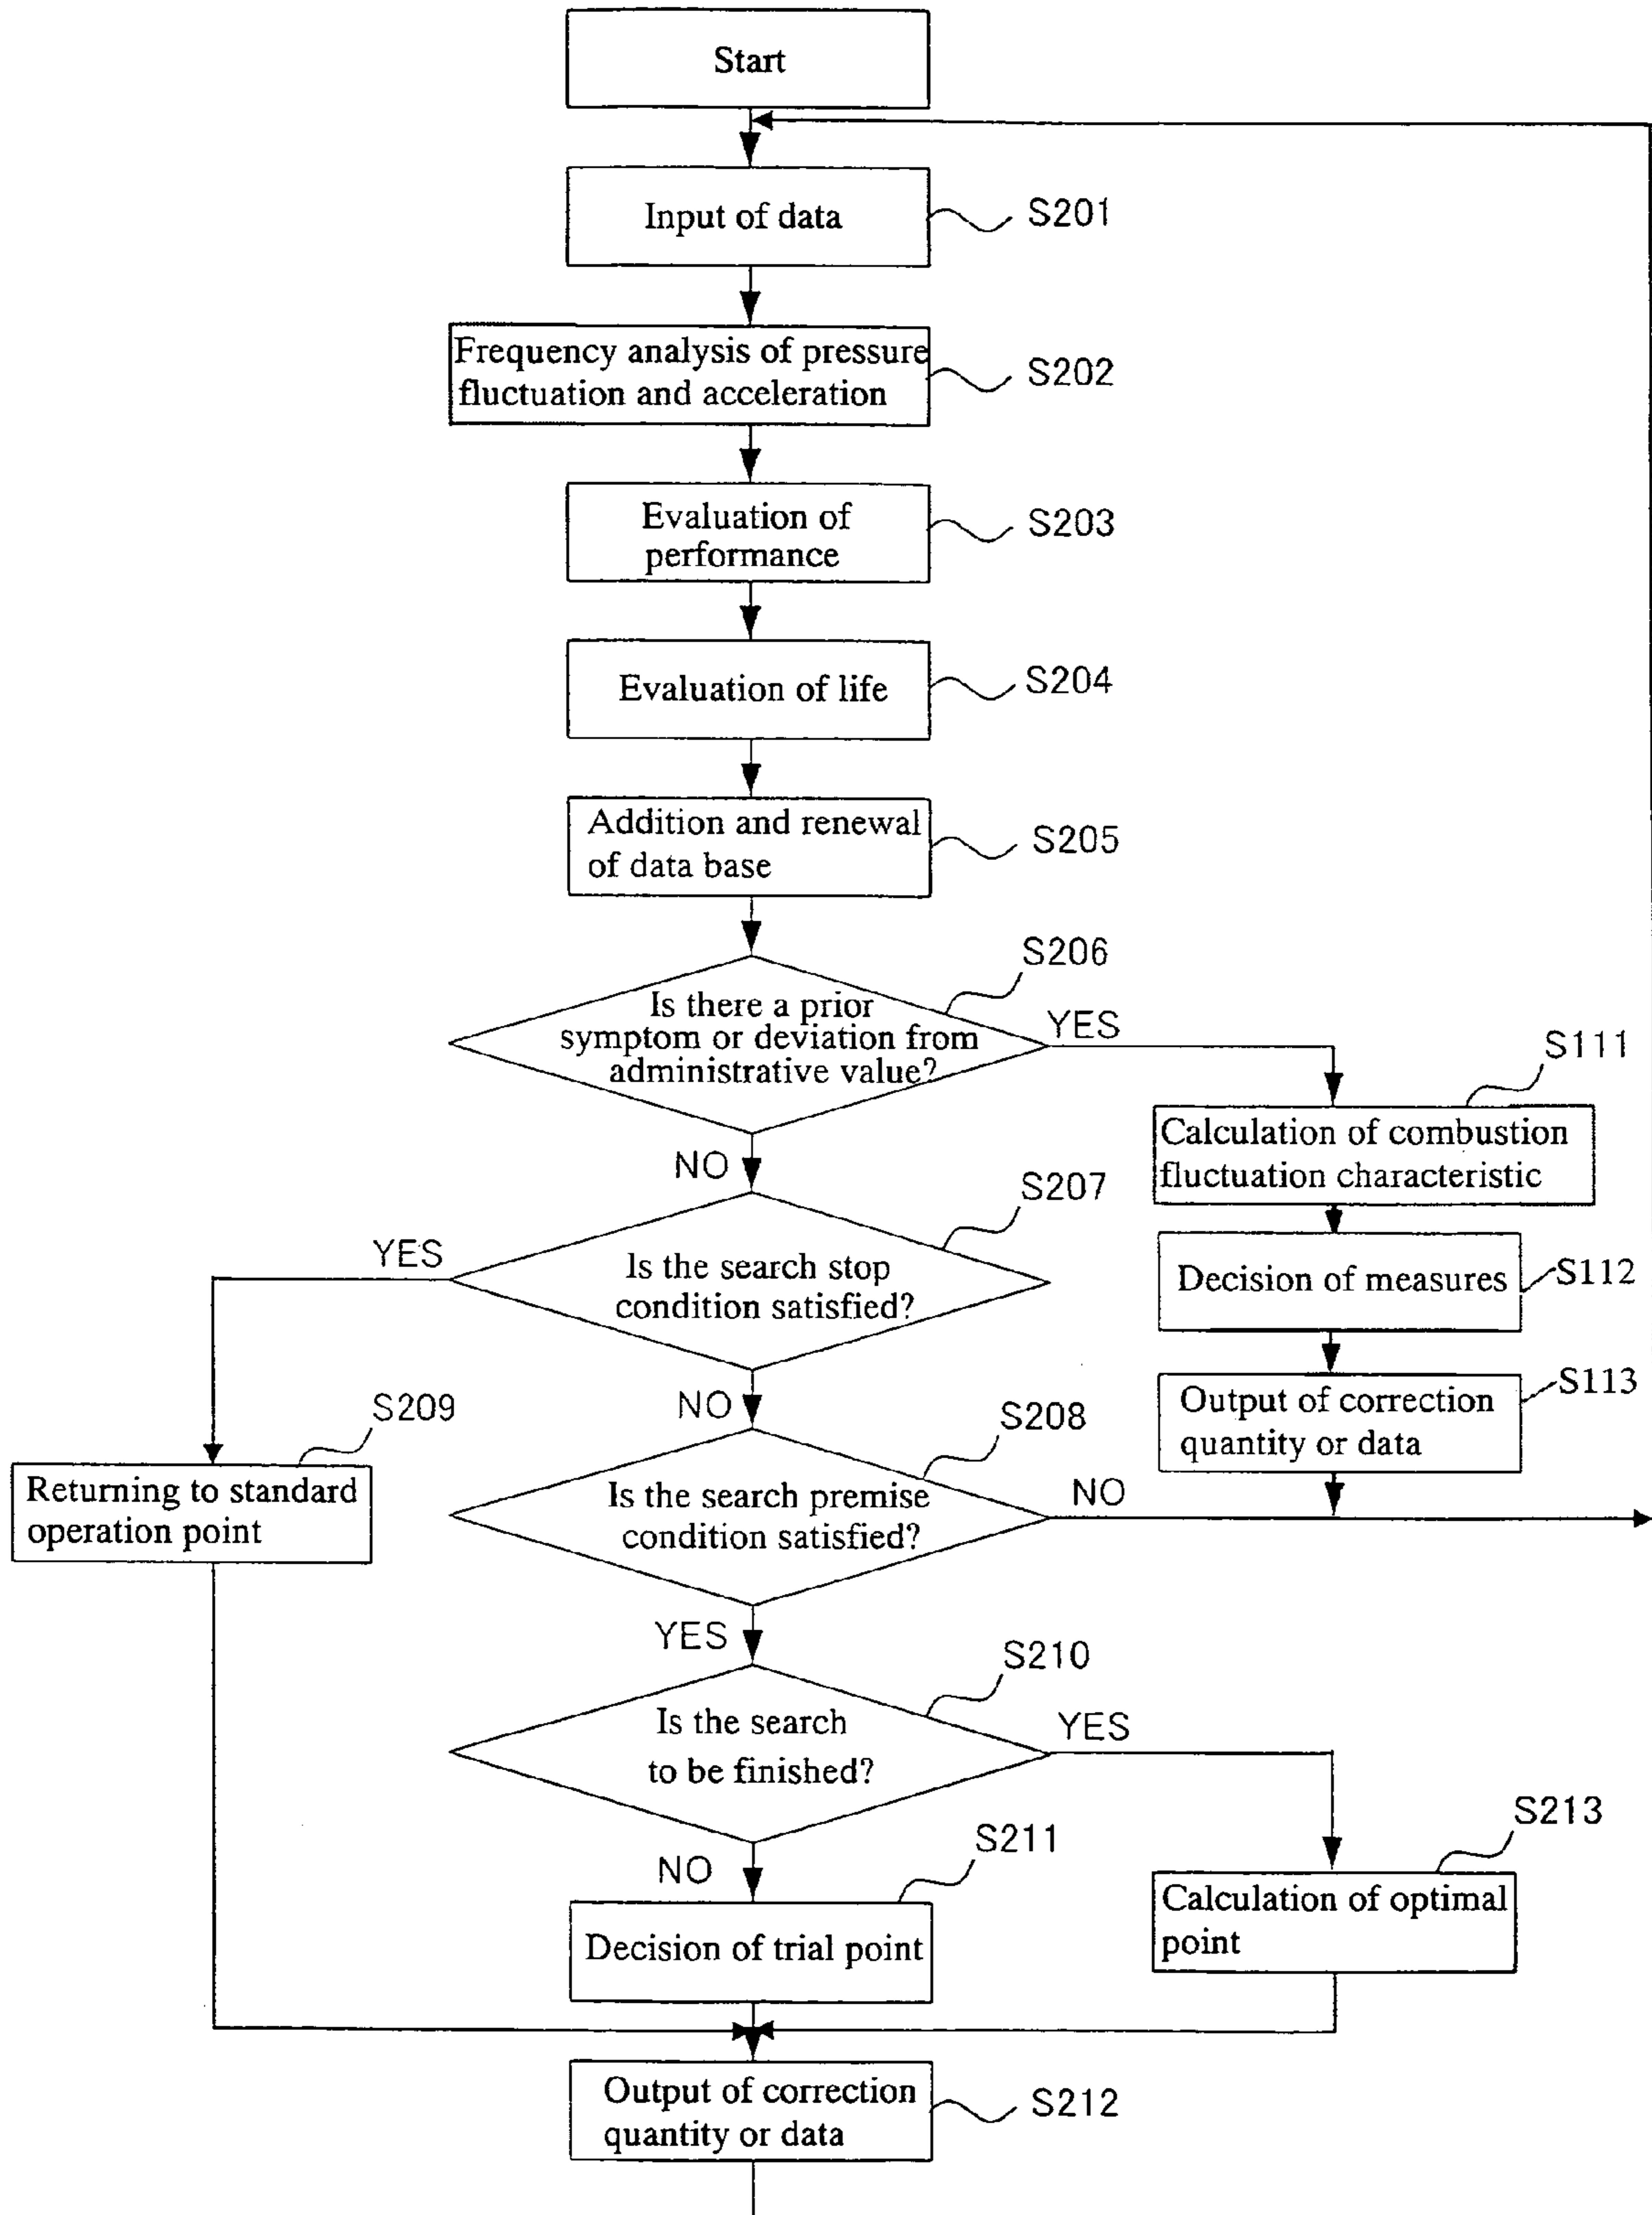 Start
Input of data
S201
Frequency analysis of pressure
fluctuation and acceleration
S202
Evaluation of
performance
S203
Evaluation of life
S204
Addition and renewal
of data base
S205
S206
Is there a prior
symptom or deviation from
administrative value?
YES
NO
S111
Calculation of combustion
fluctuation characteristic
S112
Decision of measures
S113
Output of correction
quantity or data
S207
Is the search stop
condition satisfied?
YES
NO
S209
Returning to standard
operation point
S208
Is the search premise
condition satisfied?
NO
YES
S210
Is the search
to be finished?
YES
NO
S211
Decision of trial point
S213
Calculation of optimal
point
Output of correction
quantity or data
S212